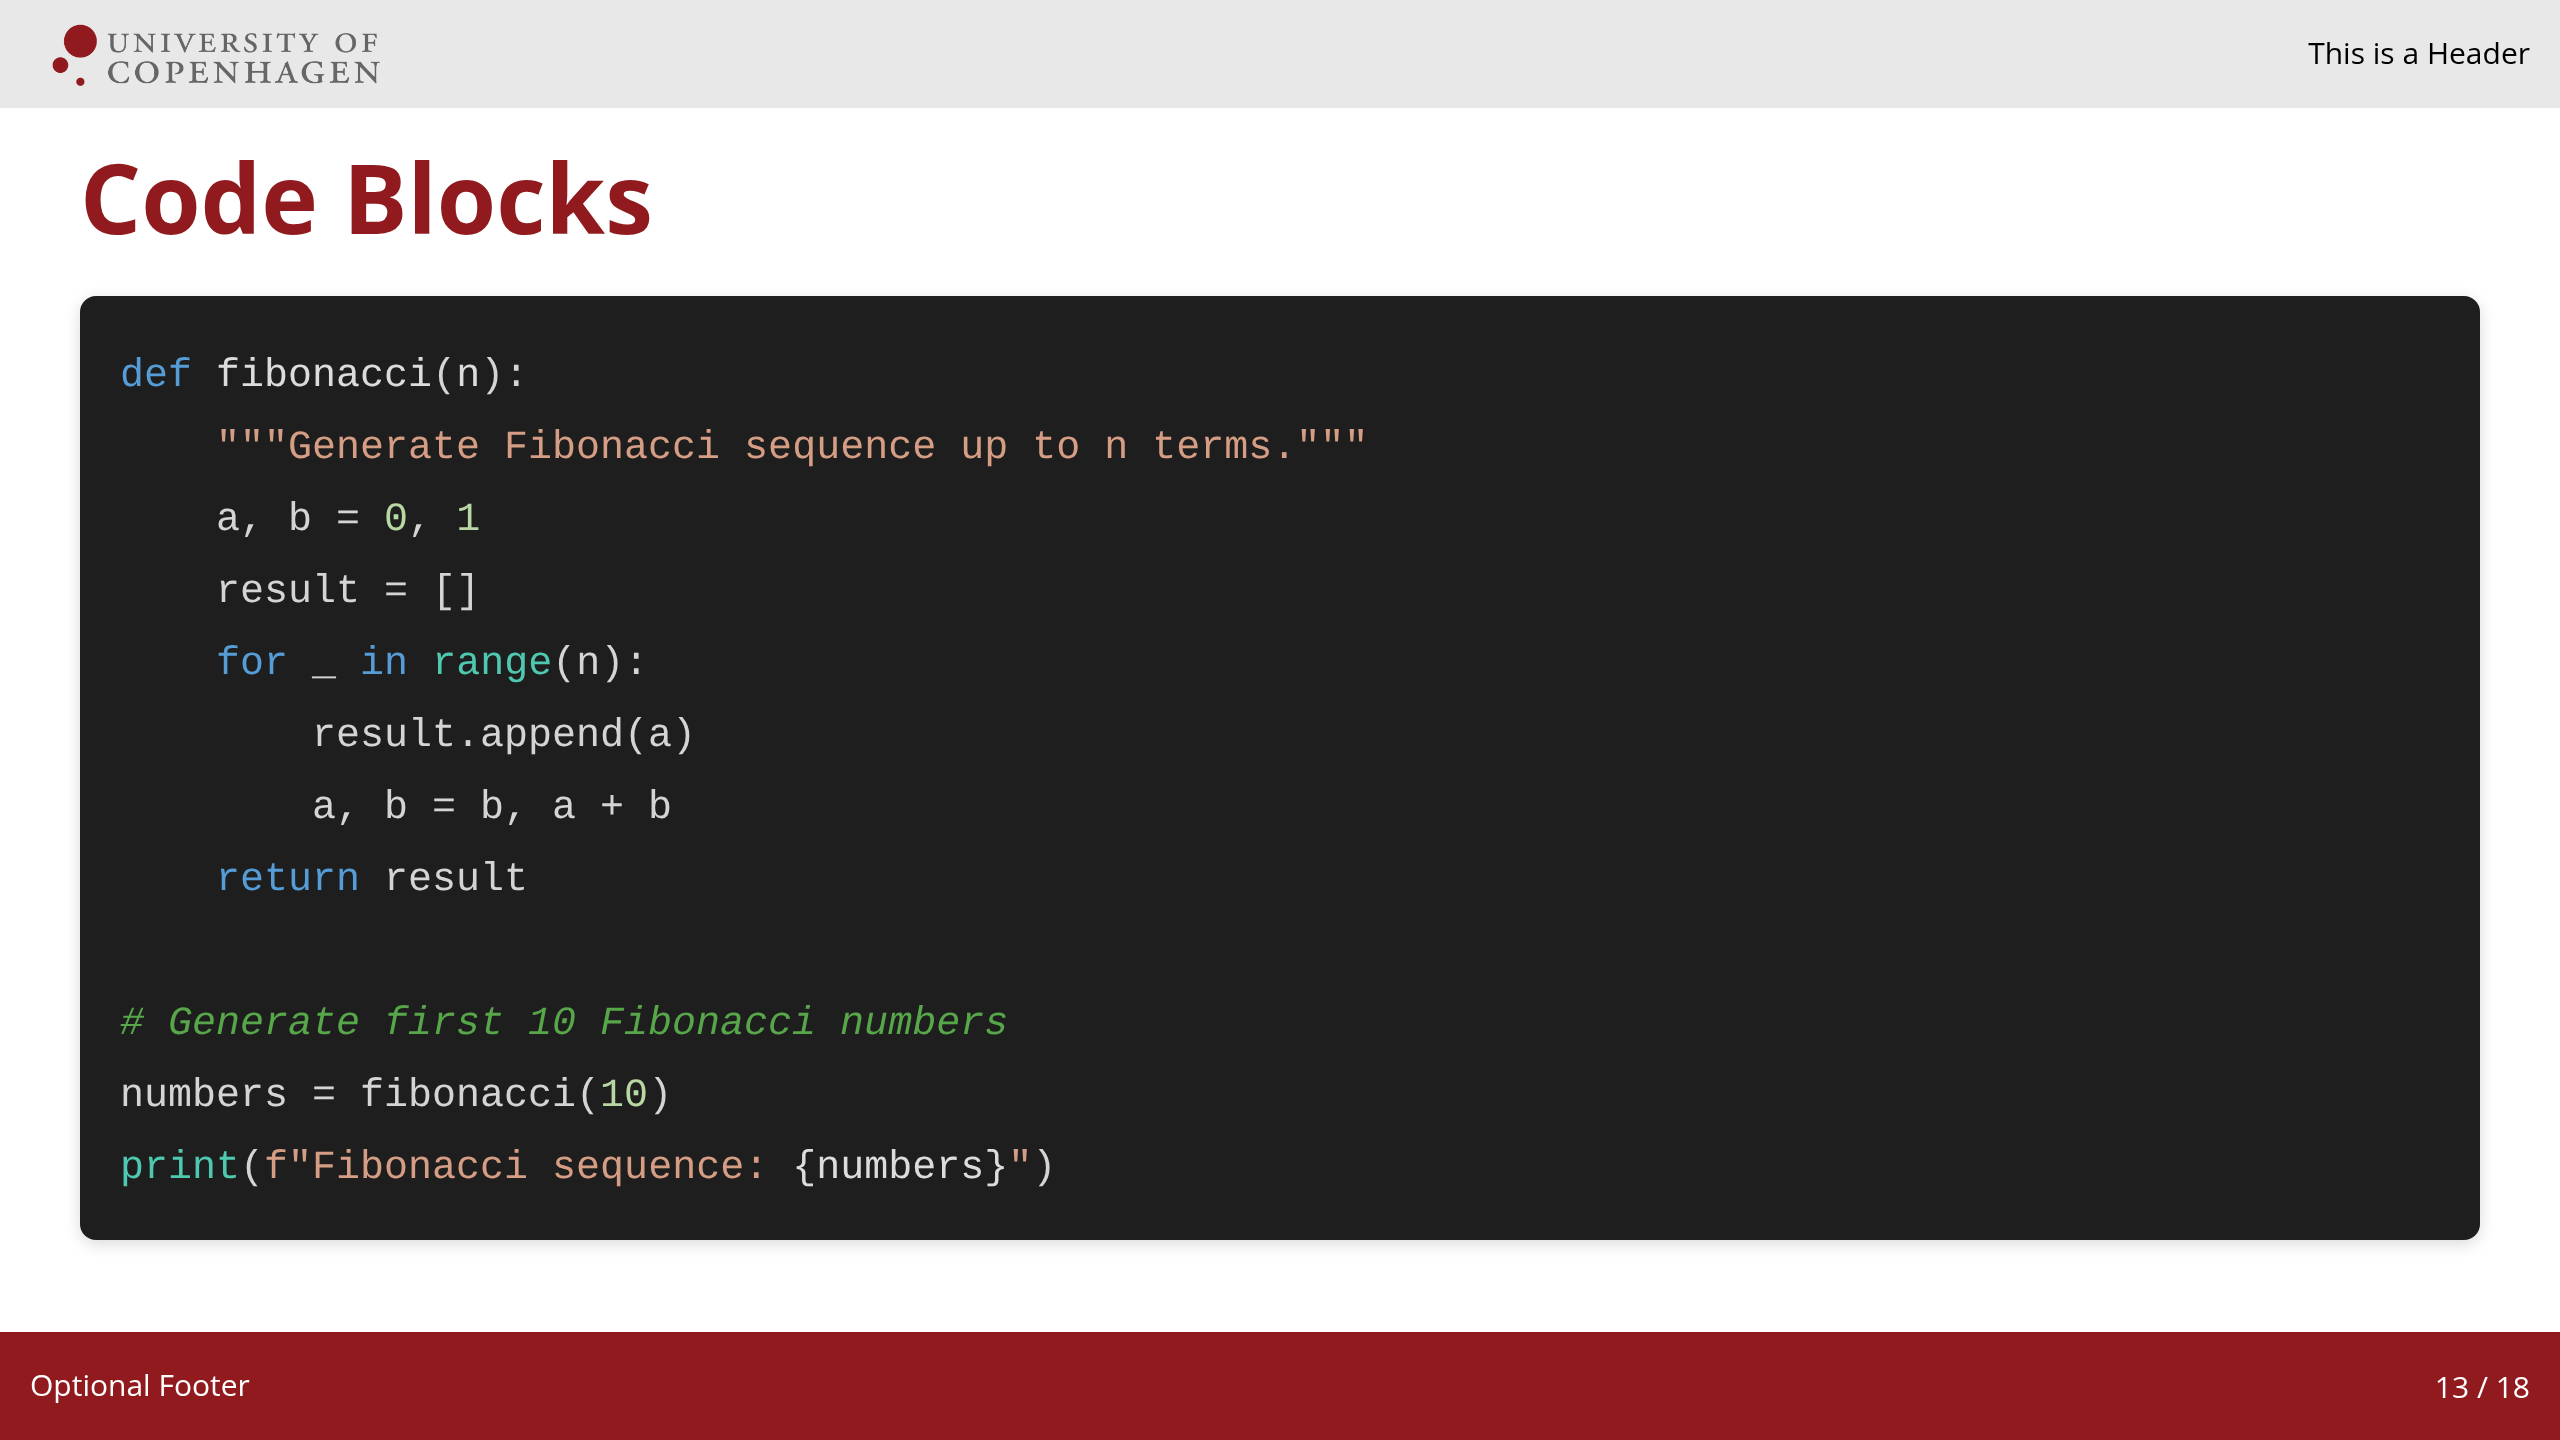 UNIVERSITY OF
COPENHAGEN
This is a Header
Code Blocks
def fibonacci(n):
    """Generate Fibonacci sequence up to n terms."""
    a, b = 0, 1
    result = []
    for _ in range(n):
        result.append(a)
        a, b = b, a + b
    return result

# Generate first 10 Fibonacci numbers
numbers = fibonacci(10)
print(f"Fibonacci sequence: {numbers}")
Optional Footer
13 / 18